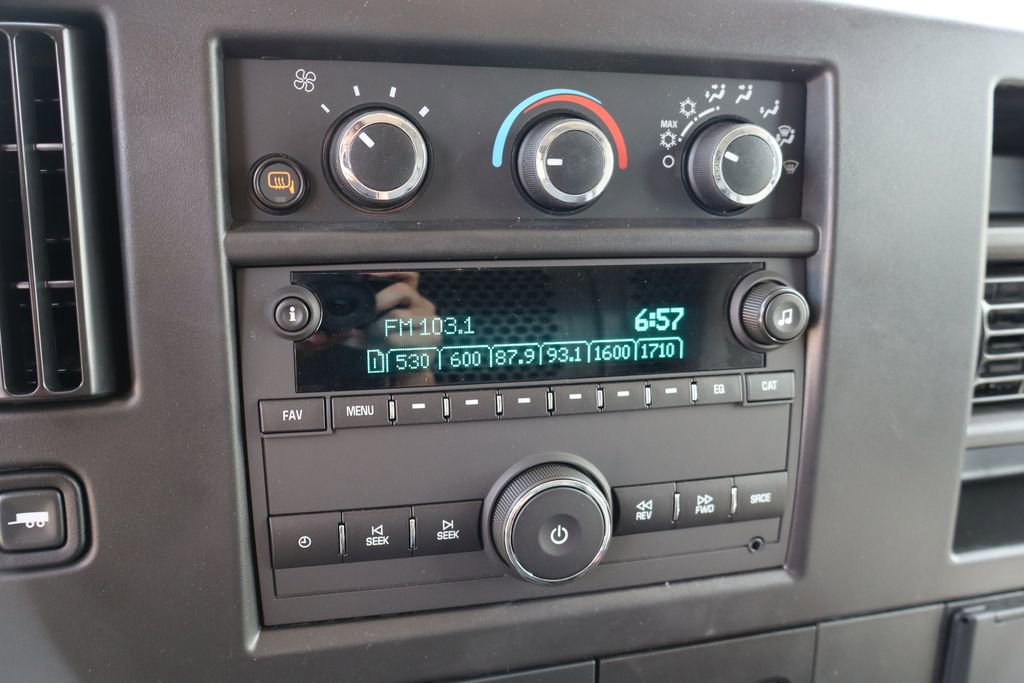 MAX
i
FM 103.1 6:57
1 530 600 87.9 93.1 1600 1710
FAV MENU EQ CAT
SEEK SEEK REV FWD SRCE